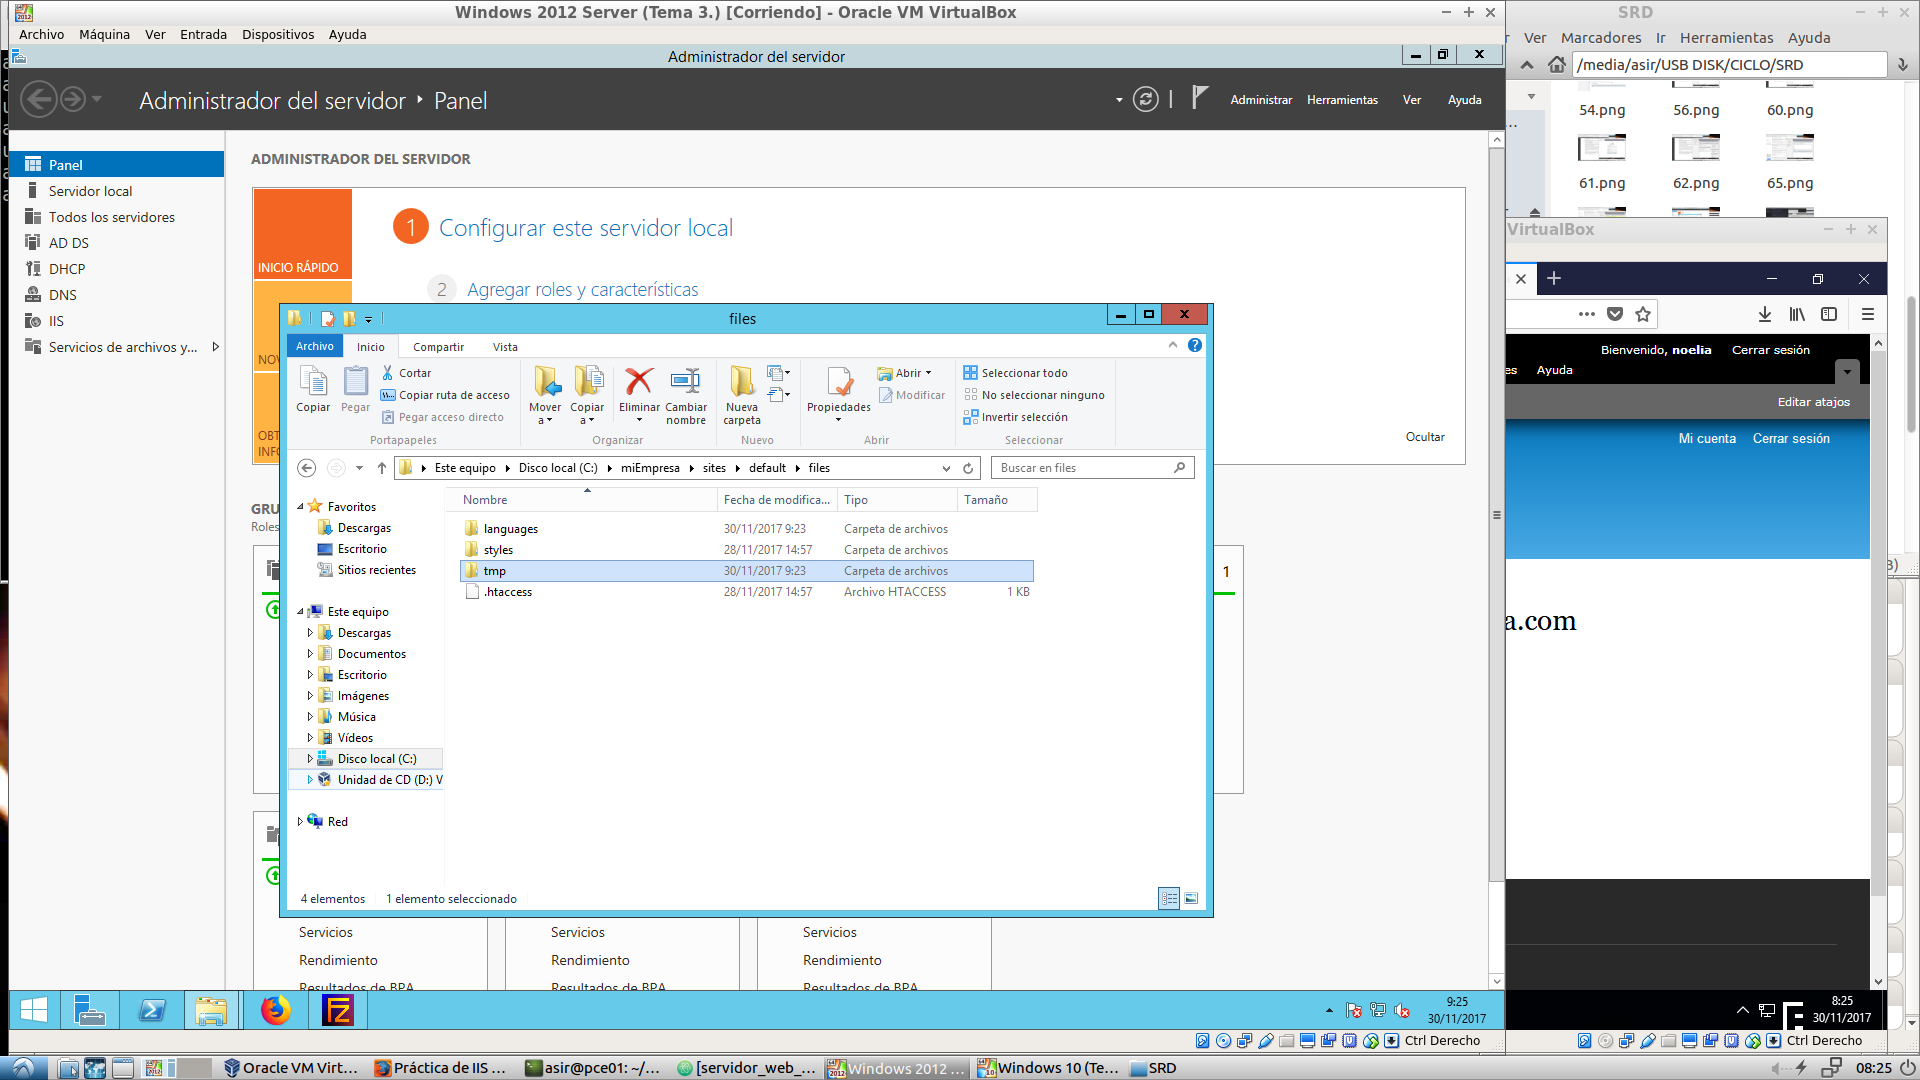 Windows 2012 Server (Tema 3.) [Corriendo] - Oracle VM VirtualBox
Archivo Máquina Ver Entrada Dispositivos Ayuda
Administrador del servidor
Administrador del servidor Panel
Administrar Herramientas Ver Ayuda
Panel
Servidor local
Todos los servidores
AD DS
DHCP
DNS
IIS
Servicios de archivos y...
ADMINISTRADOR DEL SERVIDOR
INICIO RÁPIDO
1 Configurar este servidor local
2 Agregar roles y características
Ocultar
files
Archivo Inicio Compartir Vista
Copiar
Pegar
Cortar
Copiar ruta de acceso
Pegar acceso directo
Portapapeles
Mover a
Copiar a
Eliminar
Cambiar nombre
Organizar
Nueva carpeta
Nuevo
Propiedades
Abrir
Modificar
Abrir
Seleccionar todo
No seleccionar ninguno
Invertir selección
Seleccionar
Este equipo Disco local (C:) miEmpresa sites default files
Buscar en files
Favoritos
Descargas
Escritorio
Sitios recientes
Este equipo
Descargas
Documentos
Escritorio
Imágenes
Música
Vídeos
Disco local (C:)
Unidad de CD (D:) V
Red
Nombre Fecha de modifica... Tipo Tamaño
languages 30/11/2017 9:23 Carpeta de archivos
styles 28/11/2017 14:57 Carpeta de archivos
tmp 30/11/2017 9:23 Carpeta de archivos
.htaccess 28/11/2017 14:57 Archivo HTACCESS 1 KB
4 elementos 1 elemento seleccionado
1
Servicios Servicios Servicios
Rendimiento Rendimiento Rendimiento
Resultados de BPA Resultados de BPA Resultados de BPA
9:25
30/11/2017
Ctrl Derecho
SRD
Ver Marcadores Ir Herramientas Ayuda
/media/asir/USB DISK/CICLO/SRD
54.png 56.png 60.png
61.png 62.png 65.png
VirtualBox
Bienvenido, noelia Cerrar sesión
es Ayuda
Editar atajos
Mi cuenta Cerrar sesión
a.com
8:25
30/11/2017
Ctrl Derecho
Oracle VM Virt... Práctica de IIS ... asir@pce01: ~/... [servidor_web_... Windows 2012 ... Windows 10 (Te... SRD 08:25